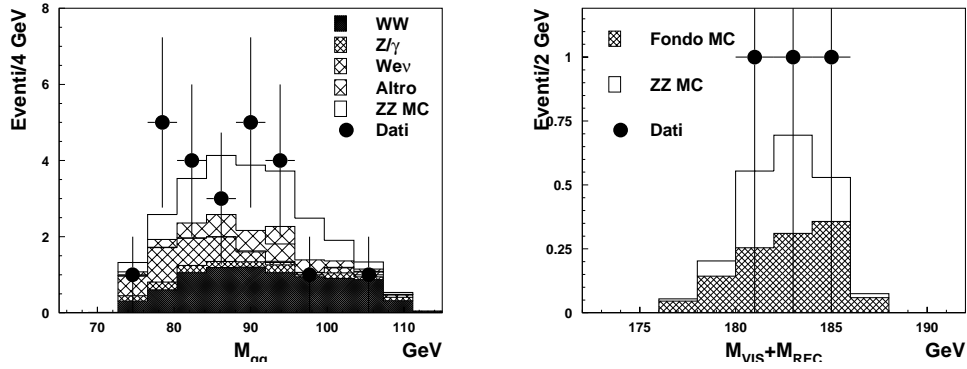 Eventi/4 GeV
8
6
4
2
0
WW
Z/γ
Weν
Altro
ZZ MC
Dati
70 80 90 100 110
M_qq GeV
Eventi/2 GeV
1
0.75
0.5
0.25
0
Fondo MC
ZZ MC
Dati
175 180 185 190
M_VIS+M_REC GeV